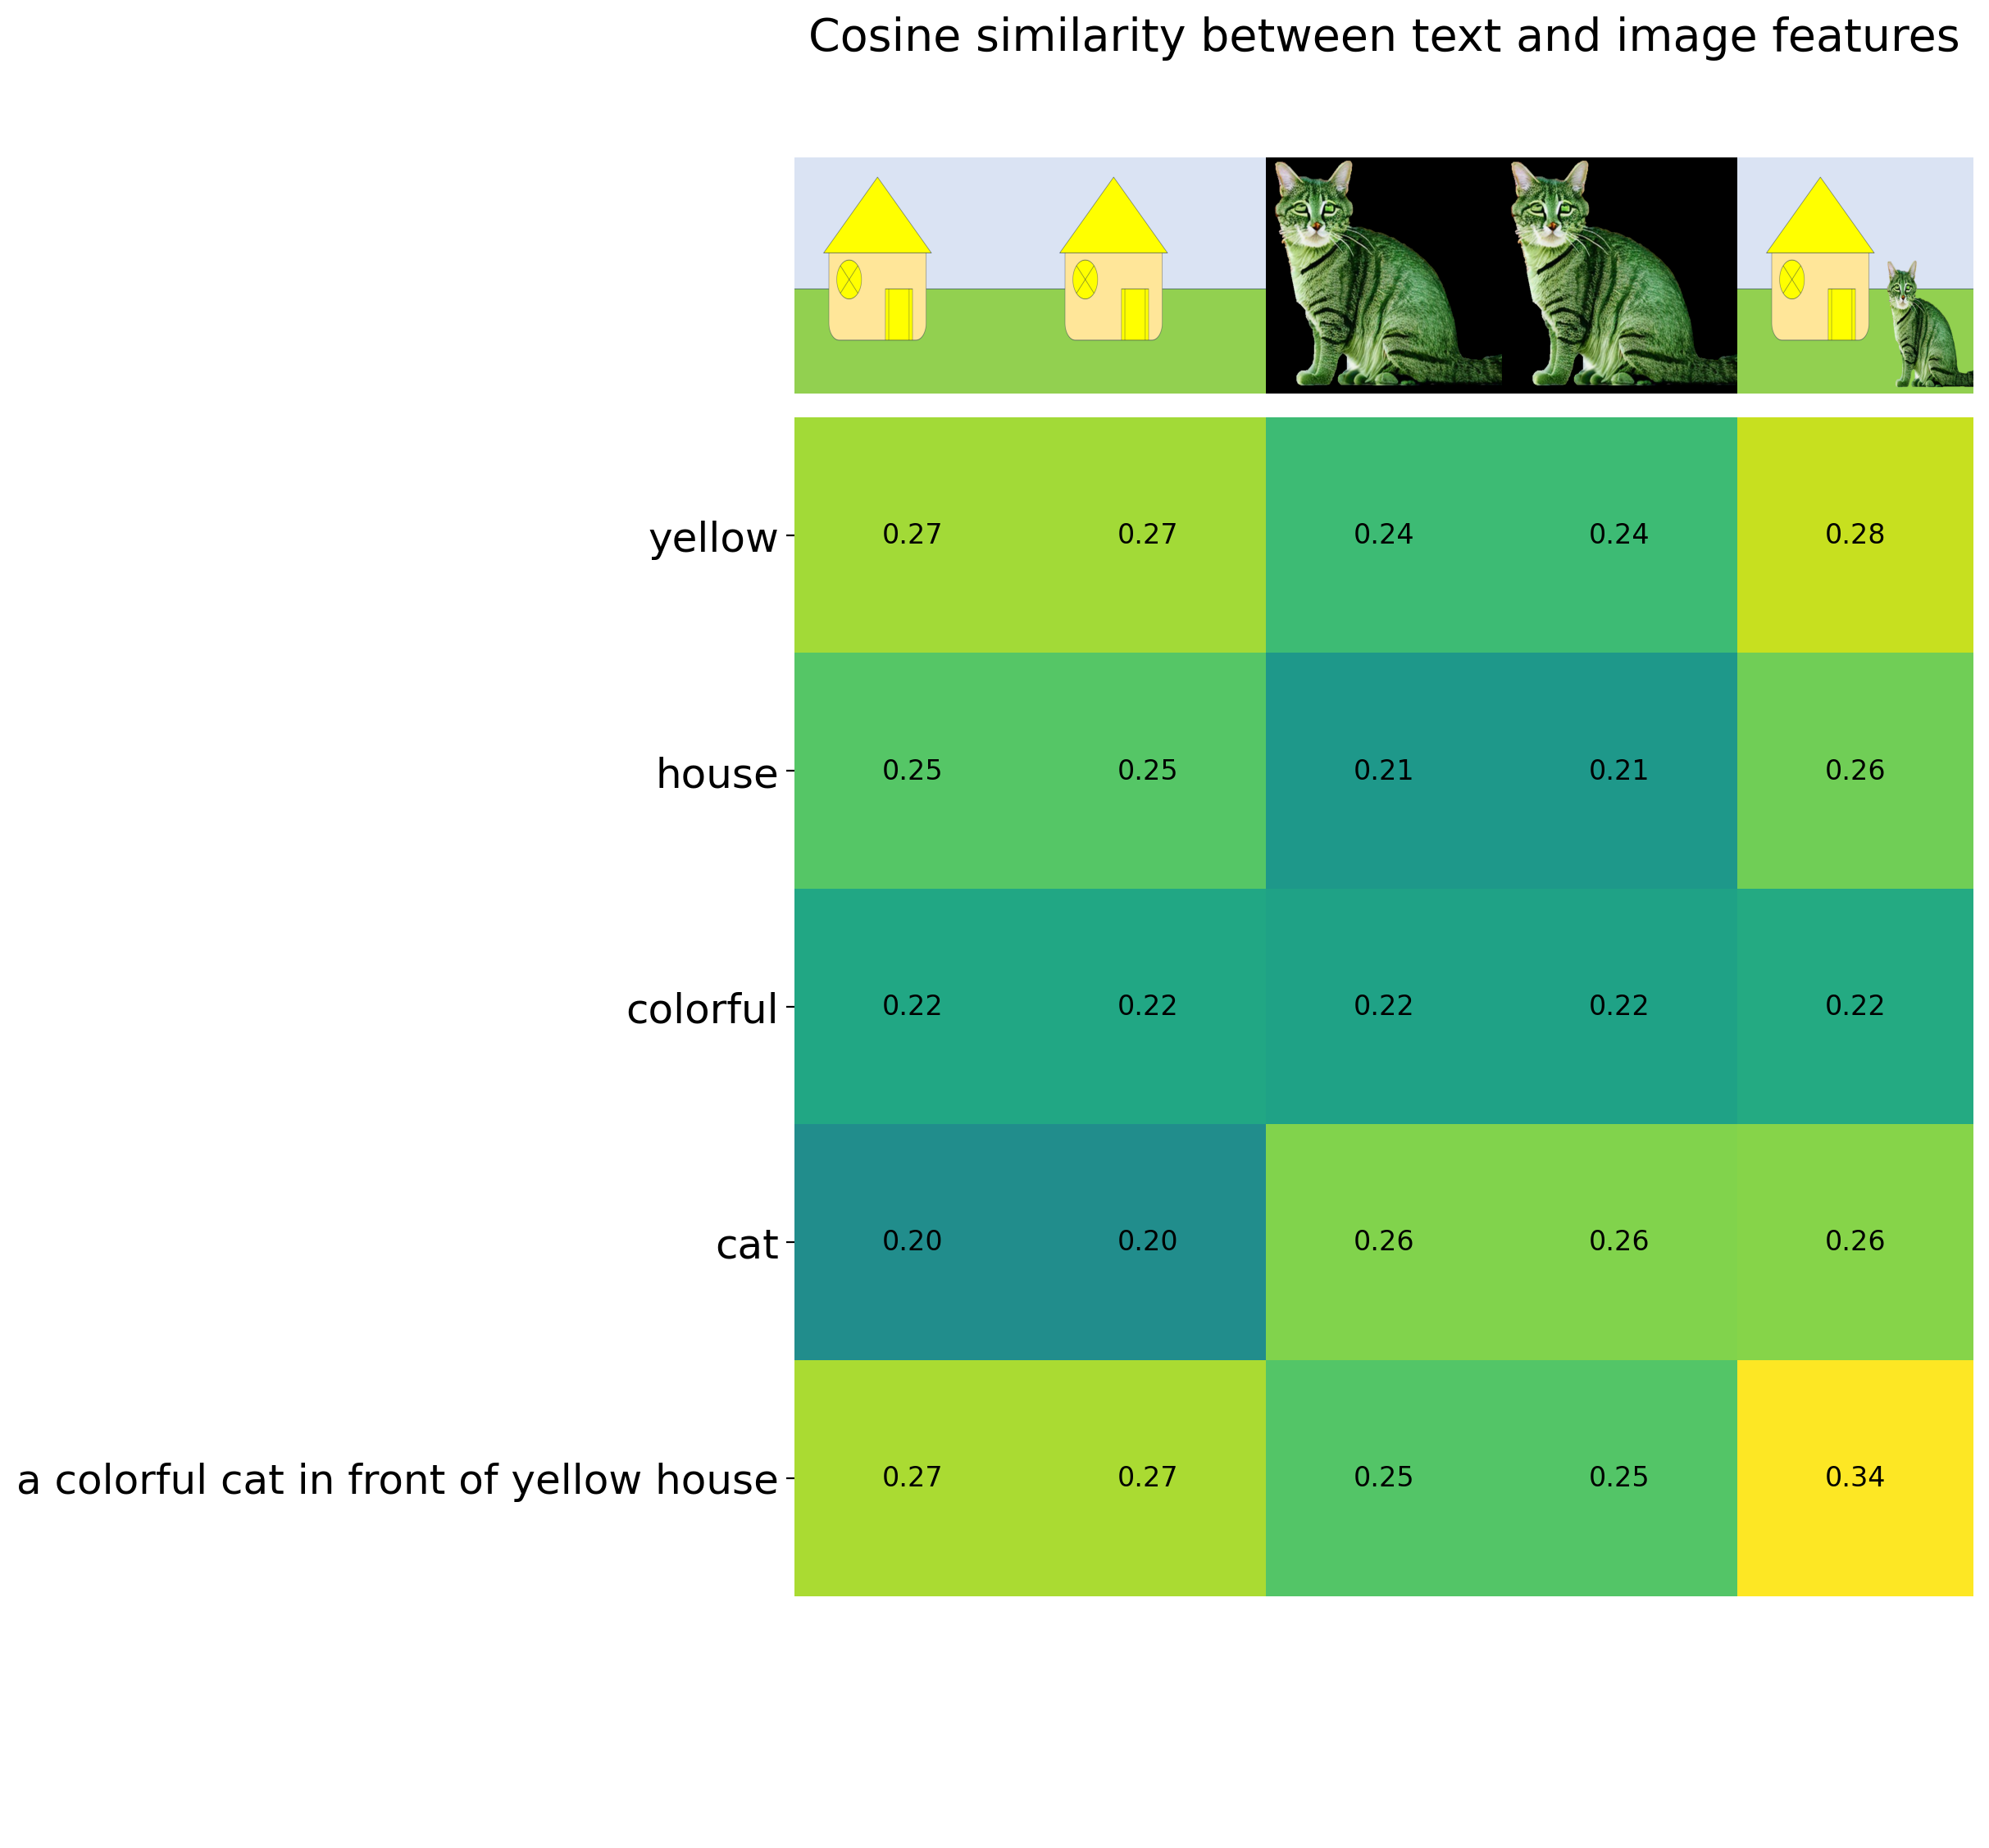 Cosine similarity between text and image features
yellow 0.27 0.27 0.24 0.24 0.28
house 0.25 0.25 0.21 0.21 0.26
colorful 0.22 0.22 0.22 0.22 0.22
cat 0.20 0.20 0.26 0.26 0.26
a colorful cat in front of yellow house 0.27 0.27 0.25 0.25 0.34